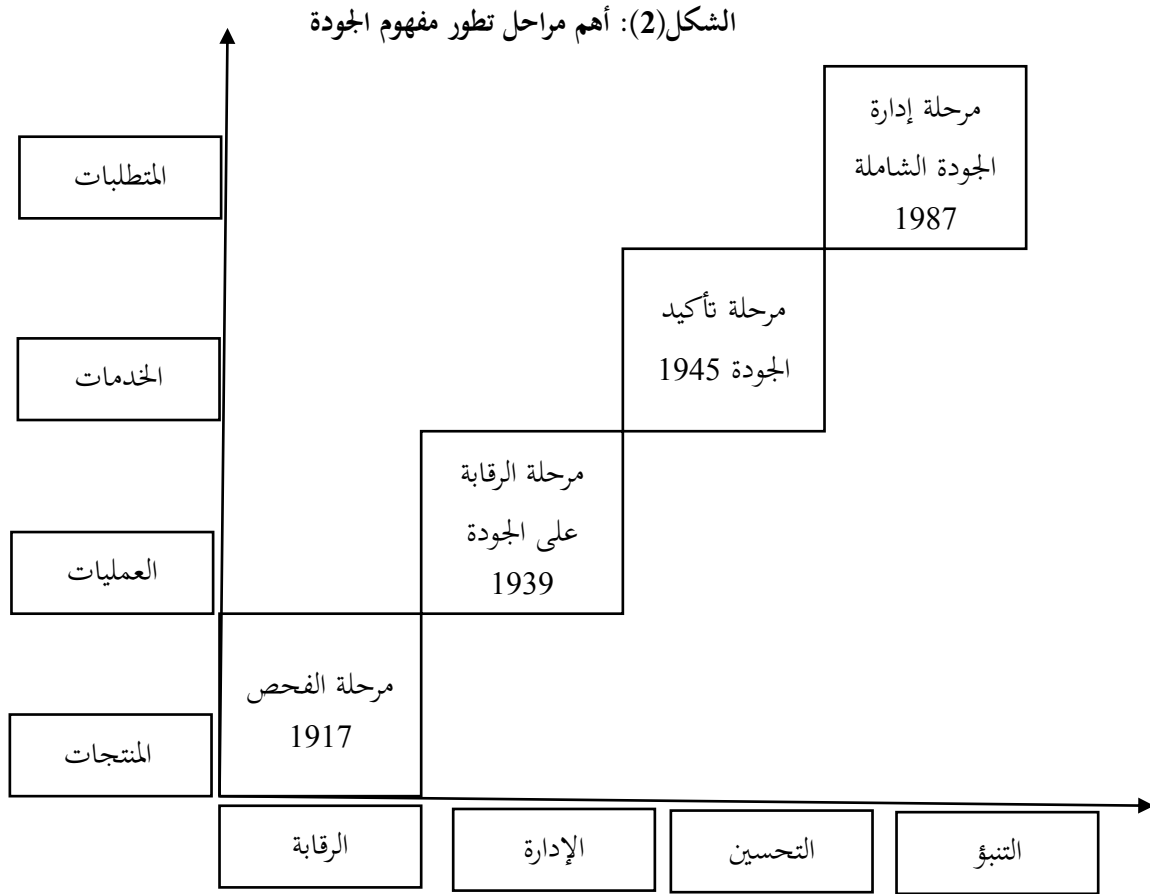 الشكل(2): أهم مراحل تطور مفهوم الجودة
مرحلة إدارة
الجودة الشاملة
1987
المتطلبات
مرحلة تأكيد
الجودة 1945
الخدمات
مرحلة الرقابة
على الجودة
1939
العمليات
مرحلة الفحص
1917
المنتجات
الرقابة
الإدارة
التحسين
التنبؤ